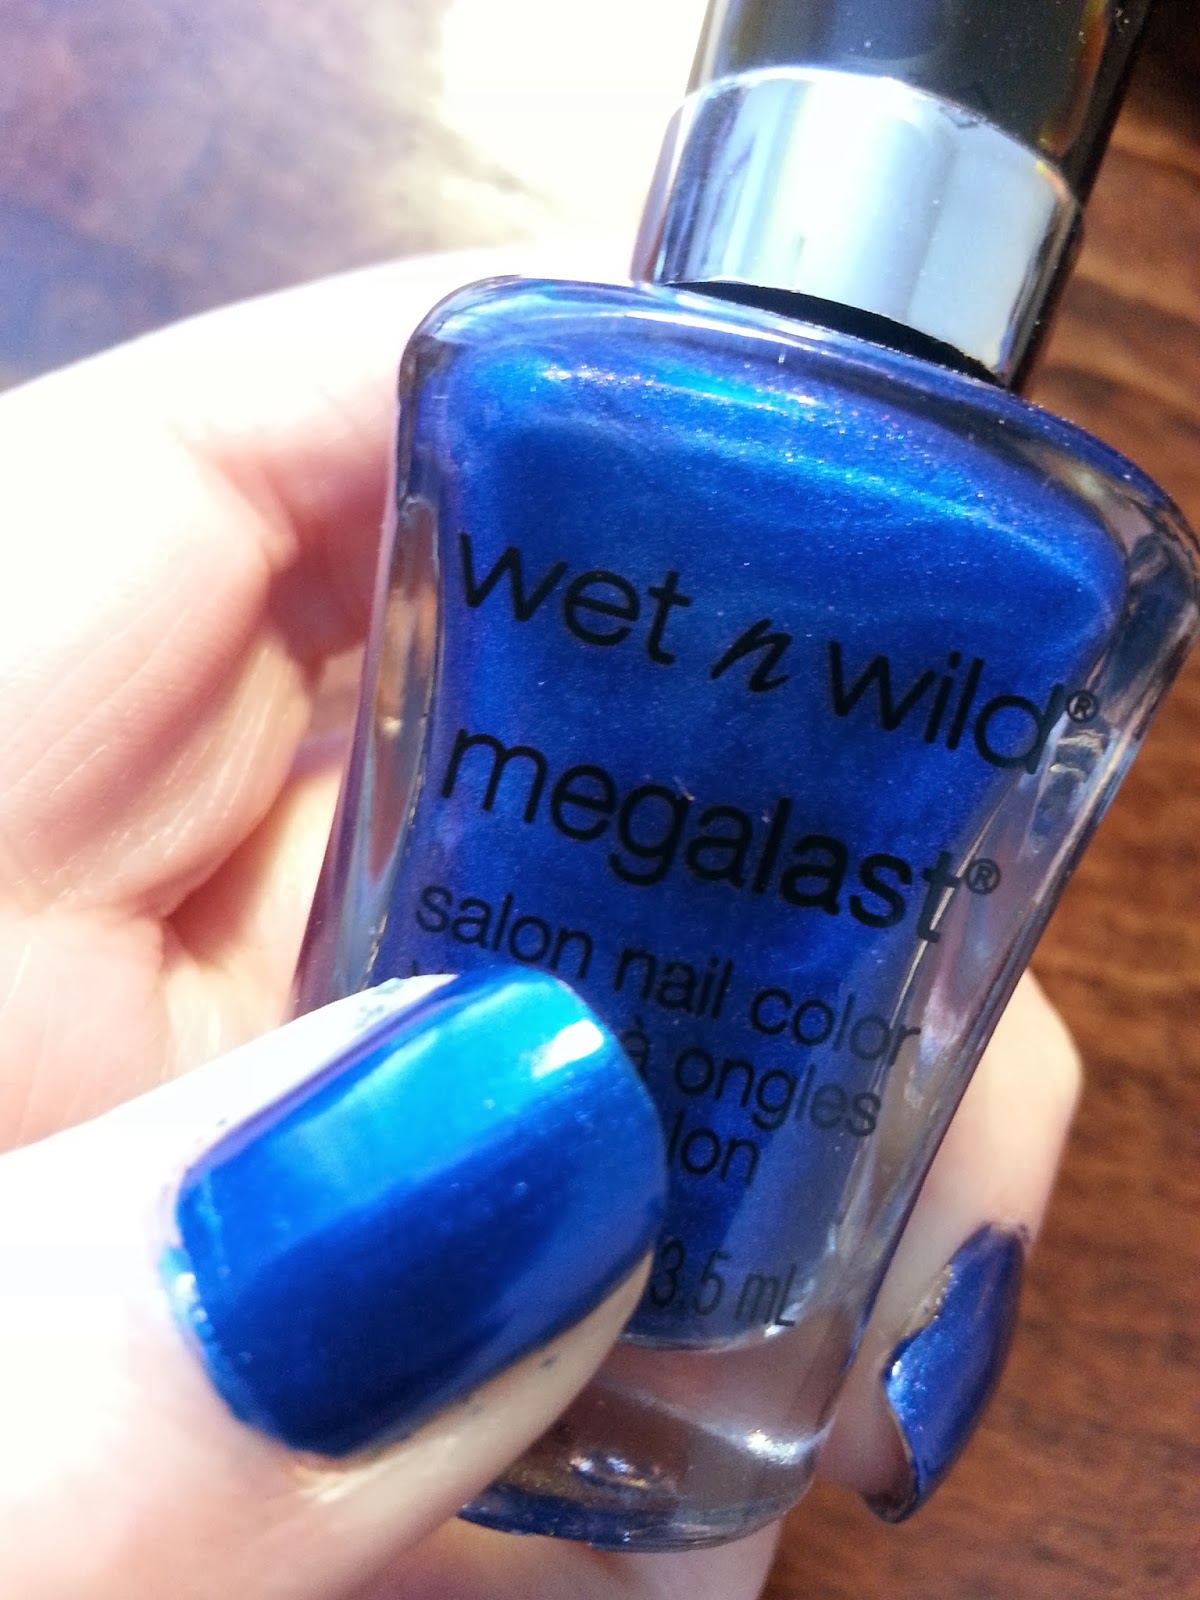 wet n wild®
megalast®
salon nail color
à ongles
3.5 mL